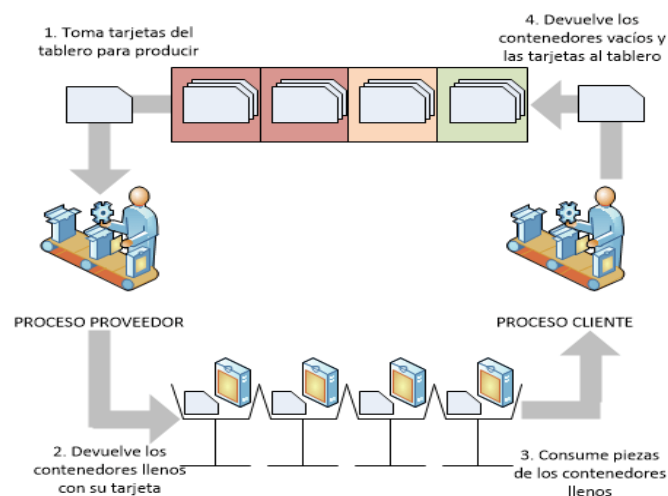 1. Toma tarjetas del
tablero para producir
4. Devuelve los
contenedores vacíos y
las tarjetas al tablero
PROCESO PROVEEDOR
PROCESO CLIENTE
2. Devuelve los
contenedores llenos
con su tarjeta
3. Consume piezas
de los contenedores
llenos